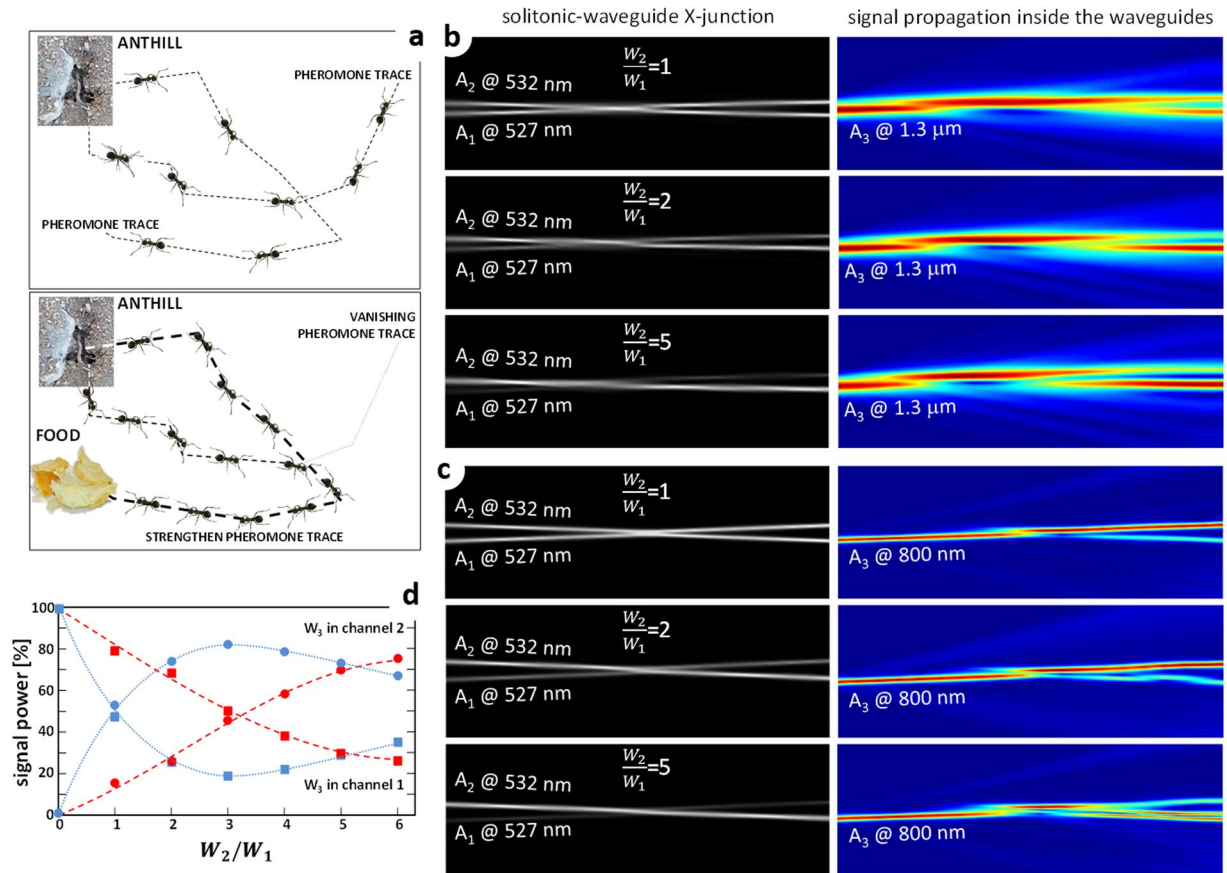 solitonic-waveguide X-junction
signal propagation inside the waveguides
a
ANTHILL
PHEROMONE TRACE
PHEROMONE TRACE
ANTHILL
VANISHING
PHEROMONE TRACE
FOOD
STRENGTHEN PHEROMONE TRACE
b
A₂ @ 532 nm
W₂/W₁=1
A₁ @ 527 nm
A₃ @ 1.3 μm
A₂ @ 532 nm
W₂/W₁=2
A₁ @ 527 nm
A₃ @ 1.3 μm
A₂ @ 532 nm
W₂/W₁=5
A₁ @ 527 nm
A₃ @ 1.3 μm
c
A₂ @ 532 nm
W₂/W₁=1
A₁ @ 527 nm
A₃ @ 800 nm
A₂ @ 532 nm
W₂/W₁=2
A₁ @ 527 nm
A₃ @ 800 nm
A₂ @ 532 nm
W₂/W₁=5
A₁ @ 527 nm
A₃ @ 800 nm
d
signal power [%]
100
80
60
40
20
0
W₃ in channel 2
W₃ in channel 1
0 1 2 3 4 5 6
W₂/W₁